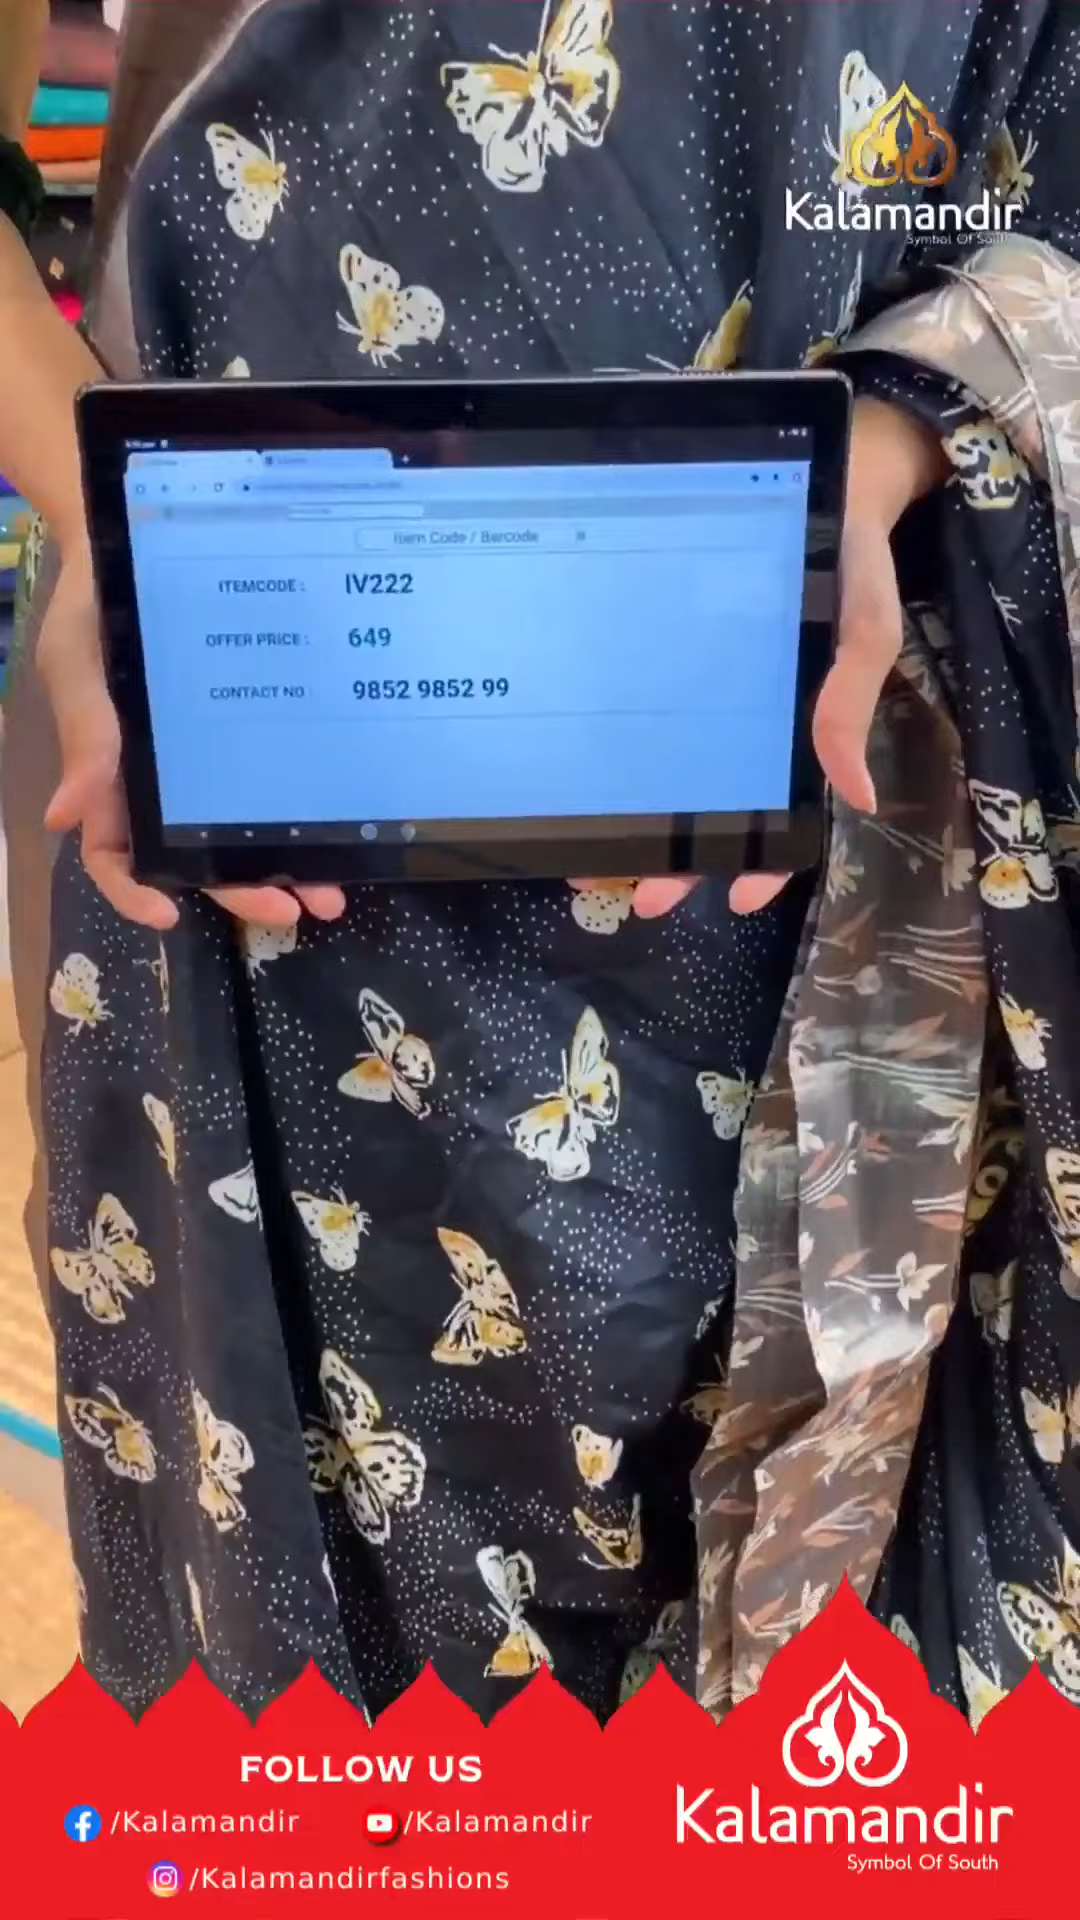 Kalamandir
Symbol Of South
Item Code / Barcode
ITEMCODE : IV222
OFFER PRICE : 649
CONTACT NO : 9852 9852 99
FOLLOW US
/Kalamandir
/Kalamandir
/Kalamandirfashions
Kalamandir
Symbol Of South